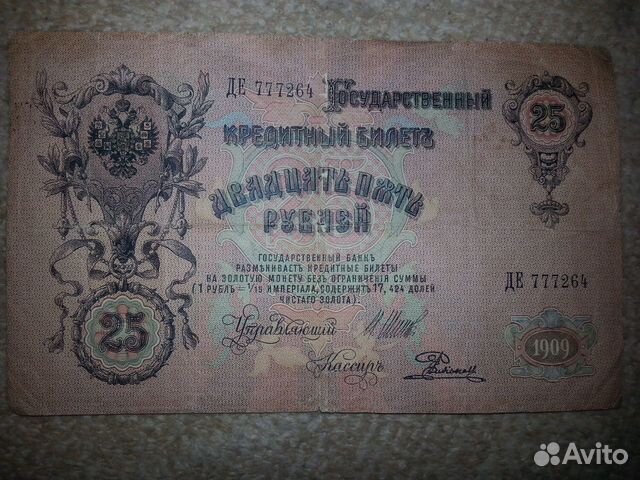 ДЕ 777264 Государственный
25
Кредитный Билетъ
Двадцать пять
Рублей
Государственный Банкъ
размѣниваетъ кредитные билеты
на золотую монету безъ ограниченія суммы
(1 рубль = 1/15 имперіала, содержитъ 17,424 долей
чистаго золота).
ДЕ 777264
25
Управляющій
1909
Кассиръ
Avito